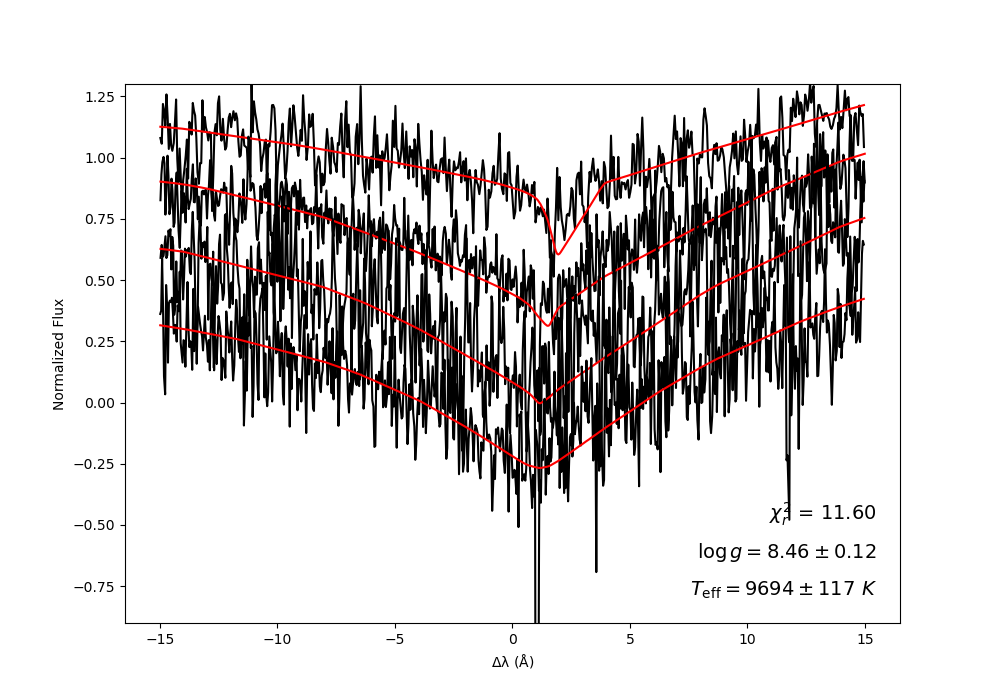 1.25
1.00
0.75
0.50
0.25
0.00
−0.25
−0.50
−0.75
Normalized Flux
χ²ᵣ = 11.60
log g = 8.46 ± 0.12
T_eff = 9694 ± 117 K
−15 −10 −5 0 5 10 15
Δλ (Å)